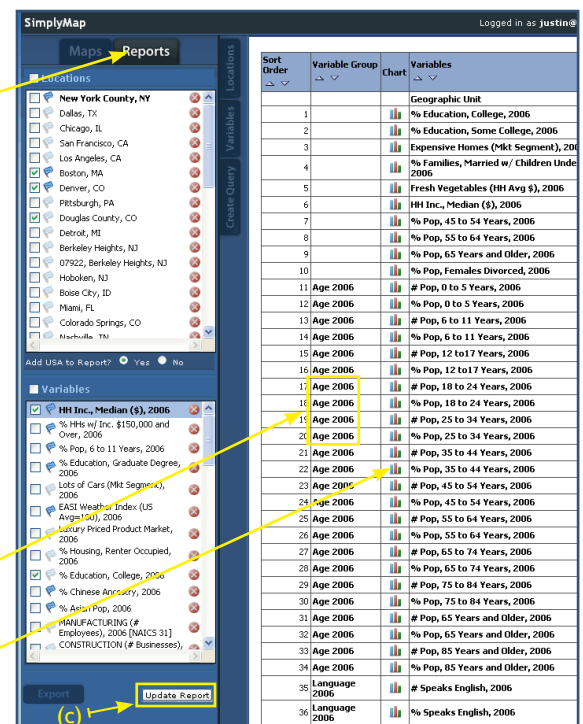 SimplyMap
Logged in as justin@
Maps
Reports
Locations
New York County, NY
Dallas, TX
Chicago, IL
San Francisco, CA
Los Angeles, CA
Boston, MA
Denver, CO
Pittsburgh, PA
Douglas County, CO
Detroit, MI
Berkeley Heights, NJ
07922, Berkeley Heights, NJ
Hoboken, NJ
Boise City, ID
Miami, FL
Colorado Springs, CO
Nashville, TN
Add USA to Report? Yes No
Variables
HH Inc., Median ($), 2006
% HHs w/ Inc. $150,000 and
Over, 2006
% Pop, 6 to 11 Years, 2006
% Education, Graduate Degree,
2006
Lots of Cars (Mkt Segment),
2006
EASI Weather Index (US
Avg=100), 2006
Luxury Priced Product Market,
2006
% Housing, Renter Occupied,
2006
% Education, College, 2006
% Chinese Ancestry, 2006
% Asian Pop, 2006
MANUFACTURING (#
Employees), 2006 [NAICS 31]
CONSTRUCTION (# Businesses),
Export
Update Report
(c)
Locations
Variables
Create Query
Sort
Order
Variable Group
Chart
Variables
Geographic Unit
1 % Education, College, 2006
2 % Education, Some College, 2006
3 Expensive Homes (Mkt Segment), 200
4 % Families, Married w/ Children Unde
2006
5 Fresh Vegetables (HH Avg $), 2006
6 HH Inc., Median ($), 2006
7 % Pop, 45 to 54 Years, 2006
8 % Pop, 55 to 64 Years, 2006
9 % Pop, 65 Years and Older, 2006
10 % Pop, Females Divorced, 2006
11 Age 2006 # Pop, 0 to 5 Years, 2006
12 Age 2006 % Pop, 0 to 5 Years, 2006
13 Age 2006 # Pop, 6 to 11 Years, 2006
14 Age 2006 % Pop, 6 to 11 Years, 2006
15 Age 2006 # Pop, 12 to17 Years, 2006
16 Age 2006 % Pop, 12 to17 Years, 2006
17 Age 2006 # Pop, 18 to 24 Years, 2006
18 Age 2006 % Pop, 18 to 24 Years, 2006
19 Age 2006 # Pop, 25 to 34 Years, 2006
20 Age 2006 % Pop, 25 to 34 Years, 2006
21 Age 2006 # Pop, 35 to 44 Years, 2006
22 Age 2006 % Pop, 35 to 44 Years, 2006
23 Age 2006 # Pop, 45 to 54 Years, 2006
24 Age 2006 % Pop, 45 to 54 Years, 2006
25 Age 2006 # Pop, 55 to 64 Years, 2006
26 Age 2006 % Pop, 55 to 64 Years, 2006
27 Age 2006 # Pop, 65 to 74 Years, 2006
28 Age 2006 % Pop, 65 to 74 Years, 2006
29 Age 2006 # Pop, 75 to 84 Years, 2006
30 Age 2006 % Pop, 75 to 84 Years, 2006
31 Age 2006 # Pop, 65 Years and Older, 2006
32 Age 2006 % Pop, 65 Years and Older, 2006
33 Age 2006 # Pop, 85 Years and Older, 2006
34 Age 2006 % Pop, 85 Years and Older, 2006
35 Language
2006 # Speaks English, 2006
36 Language
2006 % Speaks English, 2006